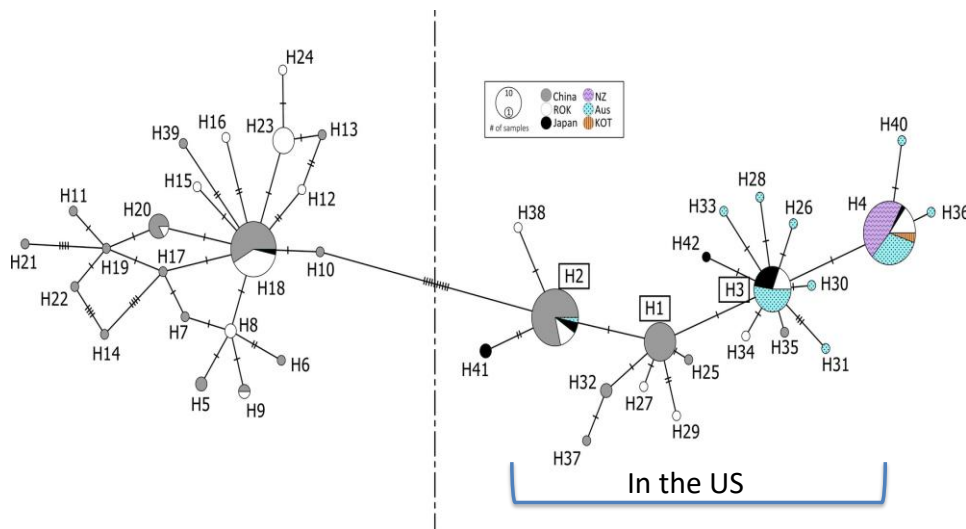 H24
H39
H16
H23
H13
H15
H12
H11
H20
H21
H19
H17
H18
H10
H22
H14
H7
H8
H6
H5
H9
10
1
# of samples
China
ROK
Japan
NZ
Aus
KOT
H38
H2
H41
H1
H32
H27
H25
H29
H37
H33
H28
H26
H42
H3
H30
H34
H35
H31
H40
H4
H36
In the US